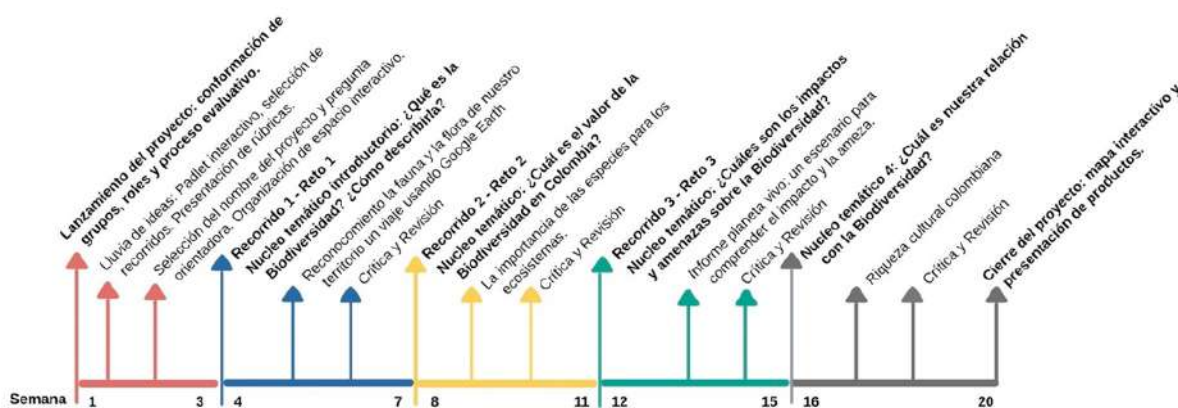 Lanzamiento del proyecto: conformación de
grupos, roles y proceso evaluativo.
Lluvia de ideas: Padlet interactivo, selección de
recorridos. Presentación de rúbricas.
Selección del nombre del proyecto y pregunta
orientadora. Organización de espacio interactivo.
Recorrido 1 - Reto 1
Nucleo temático introductorio: ¿Qué es la
Biodiversidad? ¿Cómo describirla?
Reconocimiento la fauna y la flora de nuestro
territorio un viaje usando Google Earth
Crítica y Revisión
Recorrido 2 - Reto 2
Nucleo temático: ¿Cuál es el valor de la
Biodiversidad en Colombia?
La importancia de las especies para los
ecosistemas.
Crítica y Revisión
Recorrido 3 - Reto 3
Nucleo temático: ¿Cuáles son los impactos
y amenazas sobre la Biodiversidad?
Informe planeta vivo: un escenario para
comprender el impacto y la ameza.
Crítica y Revisión
Nucleo temático 4: ¿Cuál es nuestra relación
con la Biodiversidad?
Riqueza cultural colombiana
Crítica y Revisión
Cierre del proyecto: mapa interactivo y
presentación de productos.
Semana 1 3 4 7 8 11 12 15 16 20